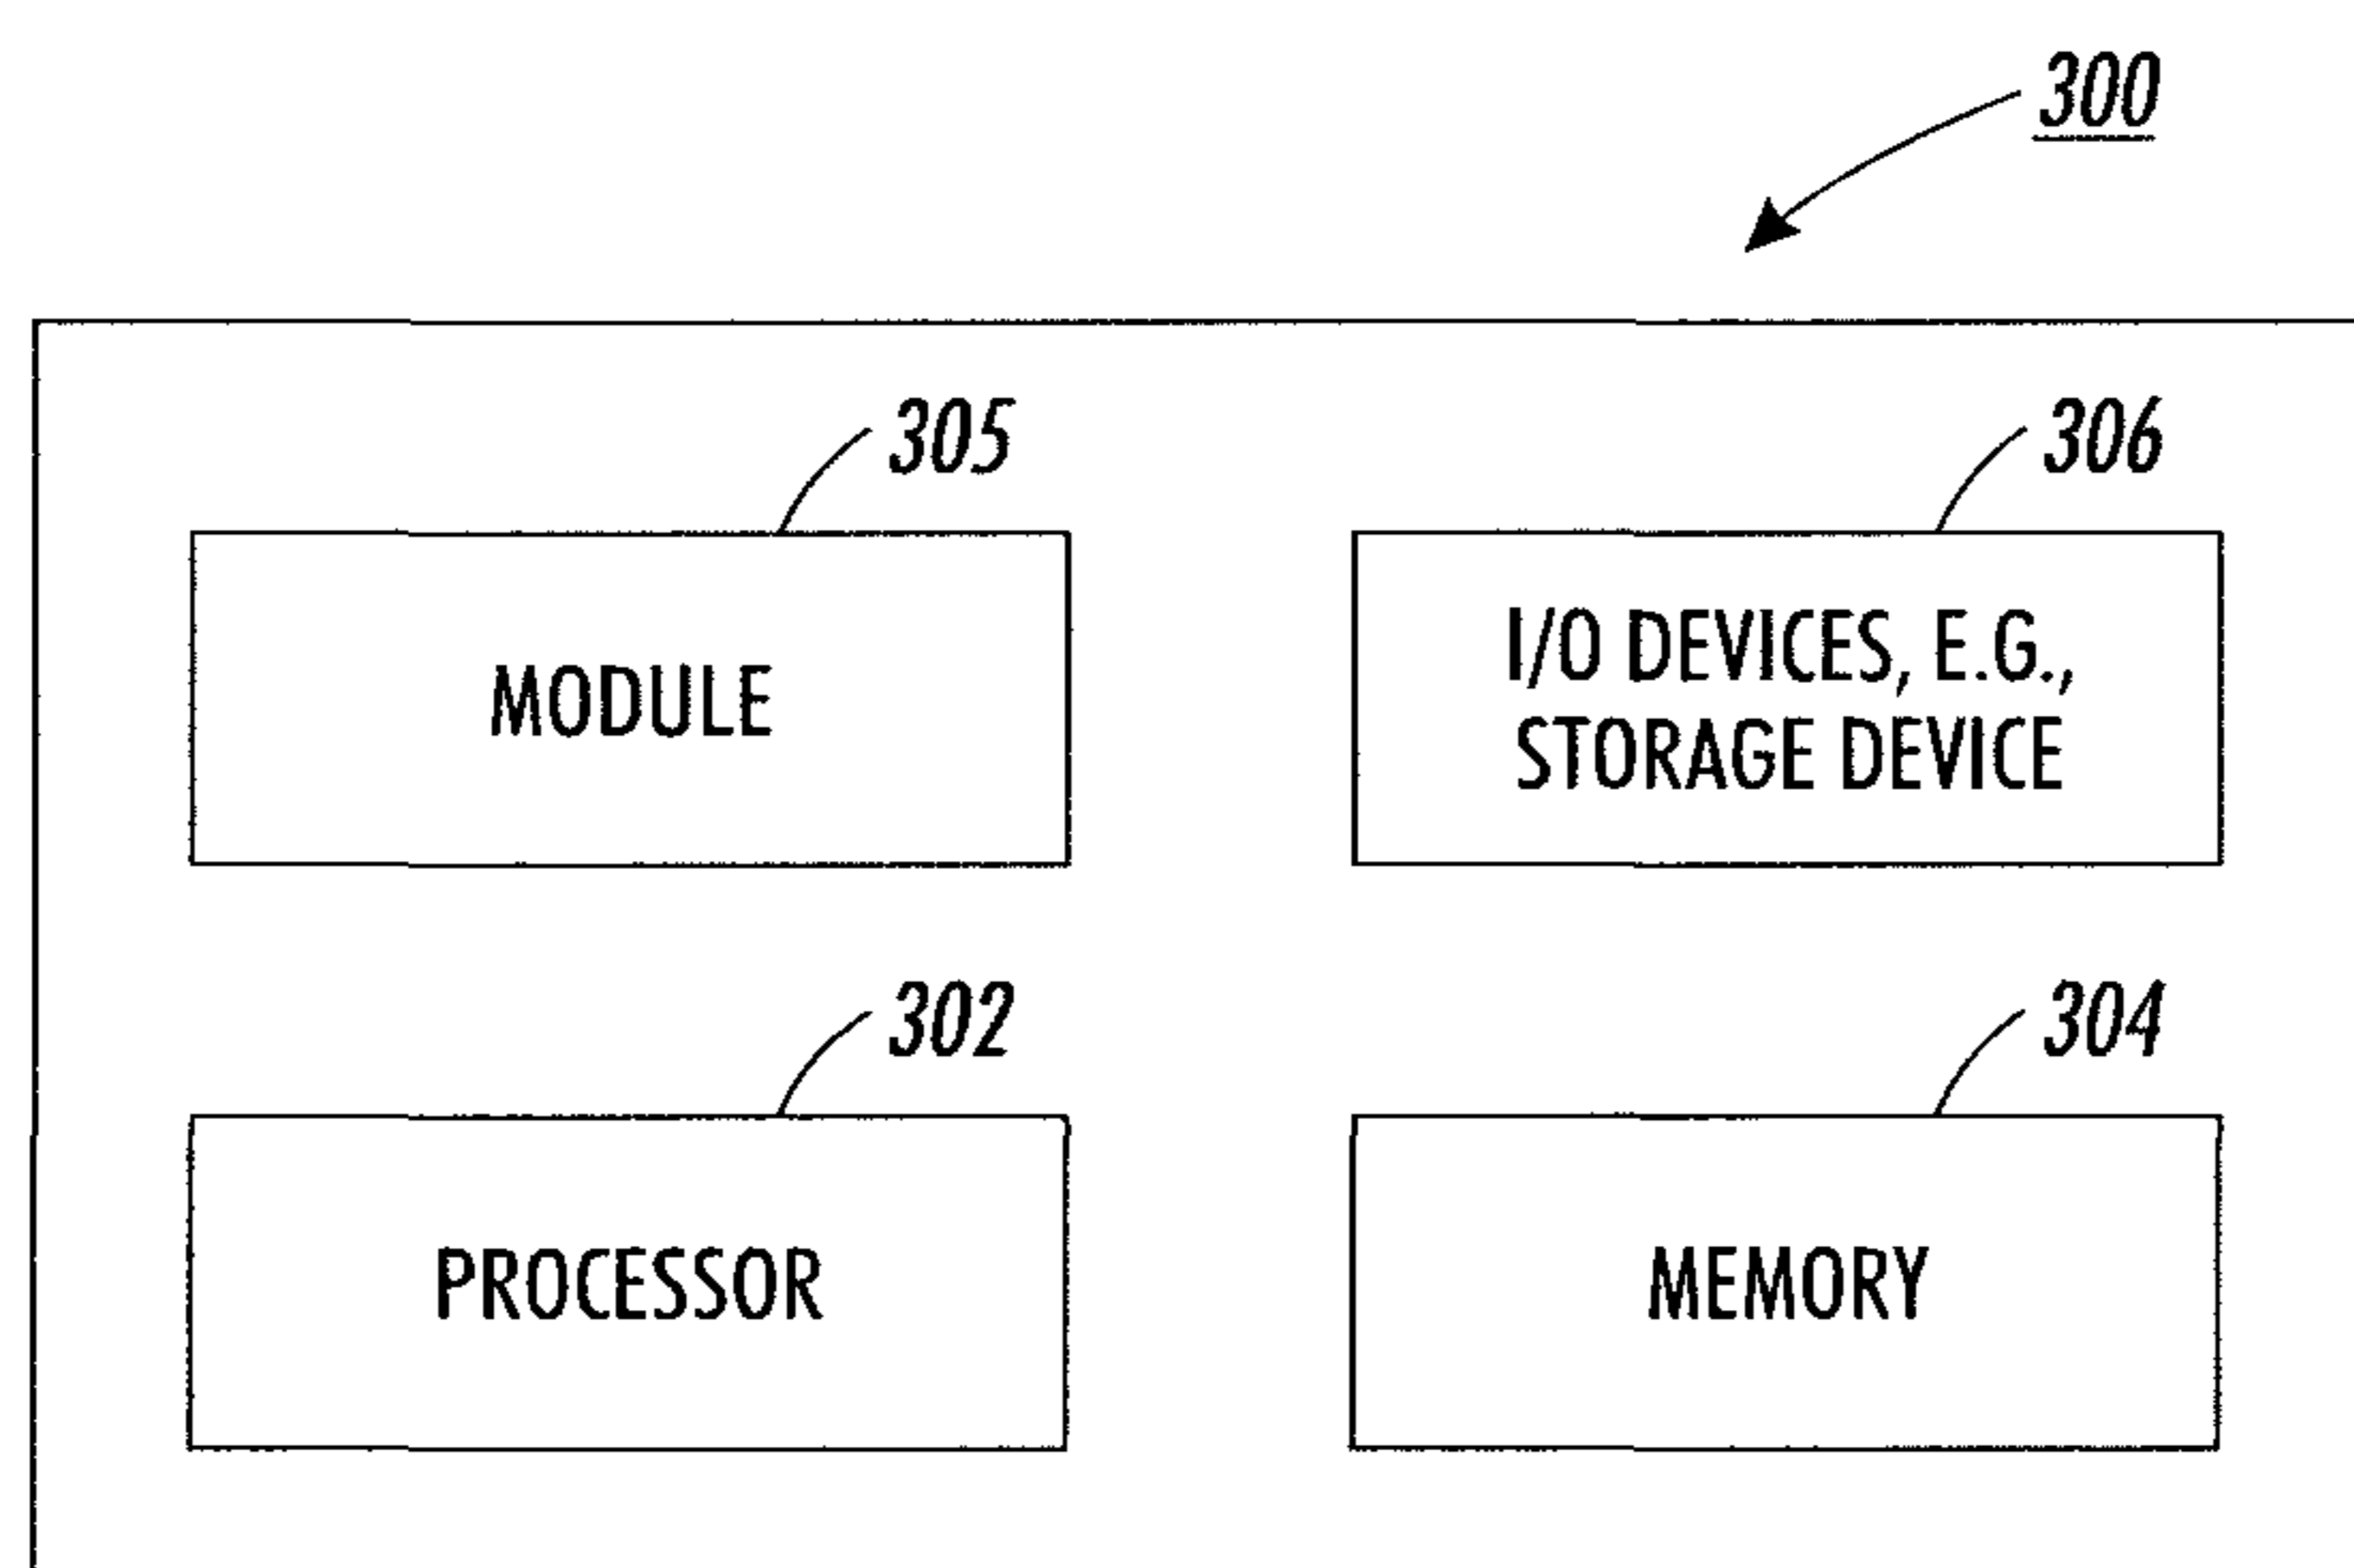 300
305
306
MODULE
I/O DEVICES, E.G.,
STORAGE DEVICE
302
304
PROCESSOR
MEMORY